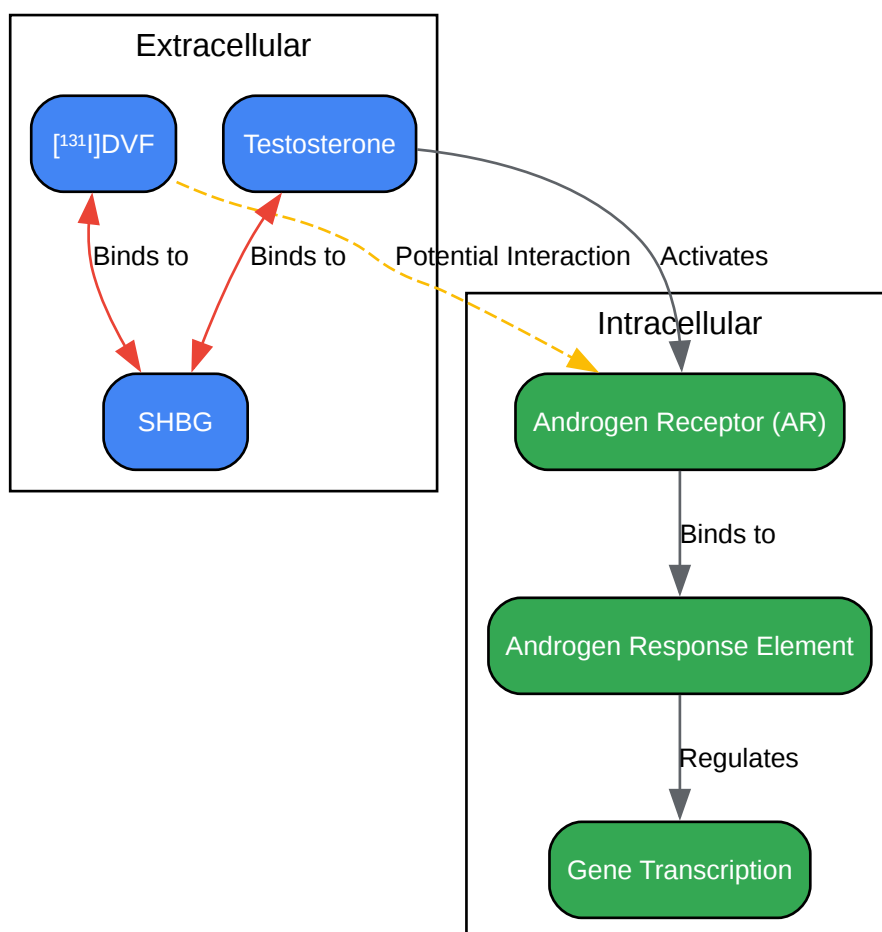 Extracellular
[¹³¹I]DVF
Testosterone
Binds to
Binds to
Potential Interaction
Activates
SHBG
Intracellular
Androgen Receptor (AR)
Binds to
Androgen Response Element
Regulates
Gene Transcription